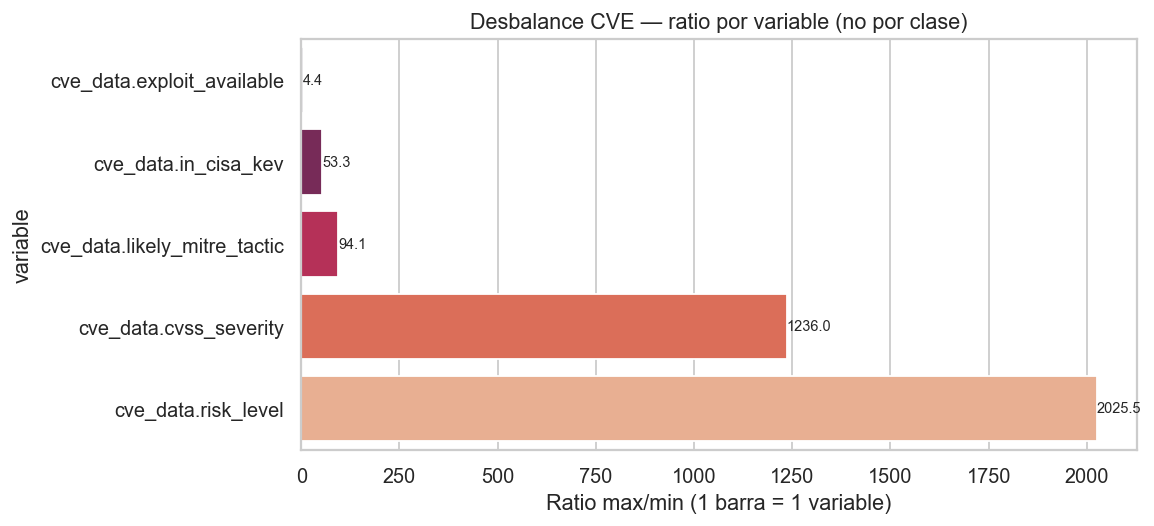 Desbalance CVE — ratio por variable (no por clase)
variable
cve_data.exploit_available
4.4
cve_data.in_cisa_kev
53.3
cve_data.likely_mitre_tactic
94.1
cve_data.cvss_severity
1236.0
cve_data.risk_level
2025.5
0 250 500 750 1000 1250 1500 1750 2000
Ratio max/min (1 barra = 1 variable)